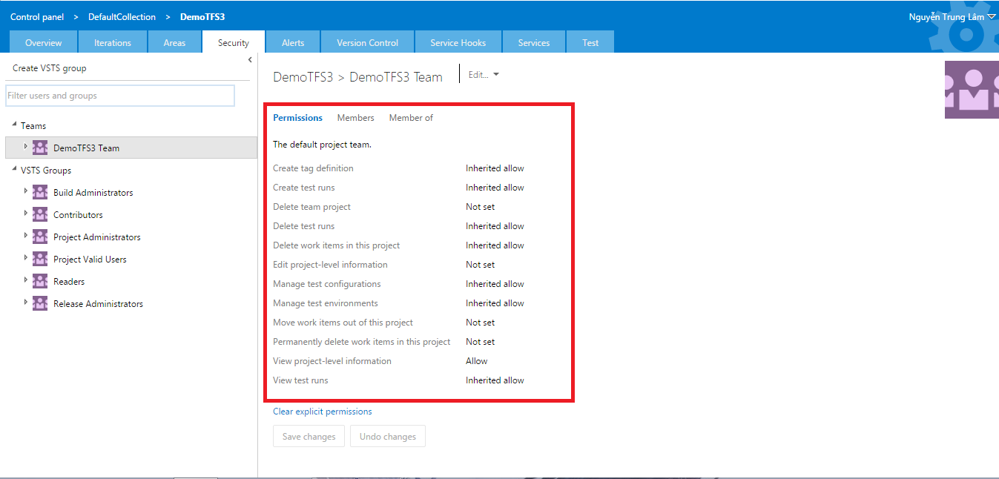 Control panel > DefaultCollection > DemoTFS3
Nguyễn Trung Lâm
Overview Iterations Areas Security Alerts Version Control Service Hooks Services Test
Create VSTS group
Filter users and groups
Teams
DemoTFS3 Team
VSTS Groups
Build Administrators
Contributors
Project Administrators
Project Valid Users
Readers
Release Administrators
DemoTFS3 > DemoTFS3 Team
Edit...
Permissions Members Member of
The default project team.
Create tag definition Inherited allow
Create test runs Inherited allow
Delete team project Not set
Delete test runs Inherited allow
Delete work items in this project Inherited allow
Edit project-level information Not set
Manage test configurations Inherited allow
Manage test environments Inherited allow
Move work items out of this project Not set
Permanently delete work items in this project Not set
View project-level information Allow
View test runs Inherited allow
Clear explicit permissions
Save changes Undo changes